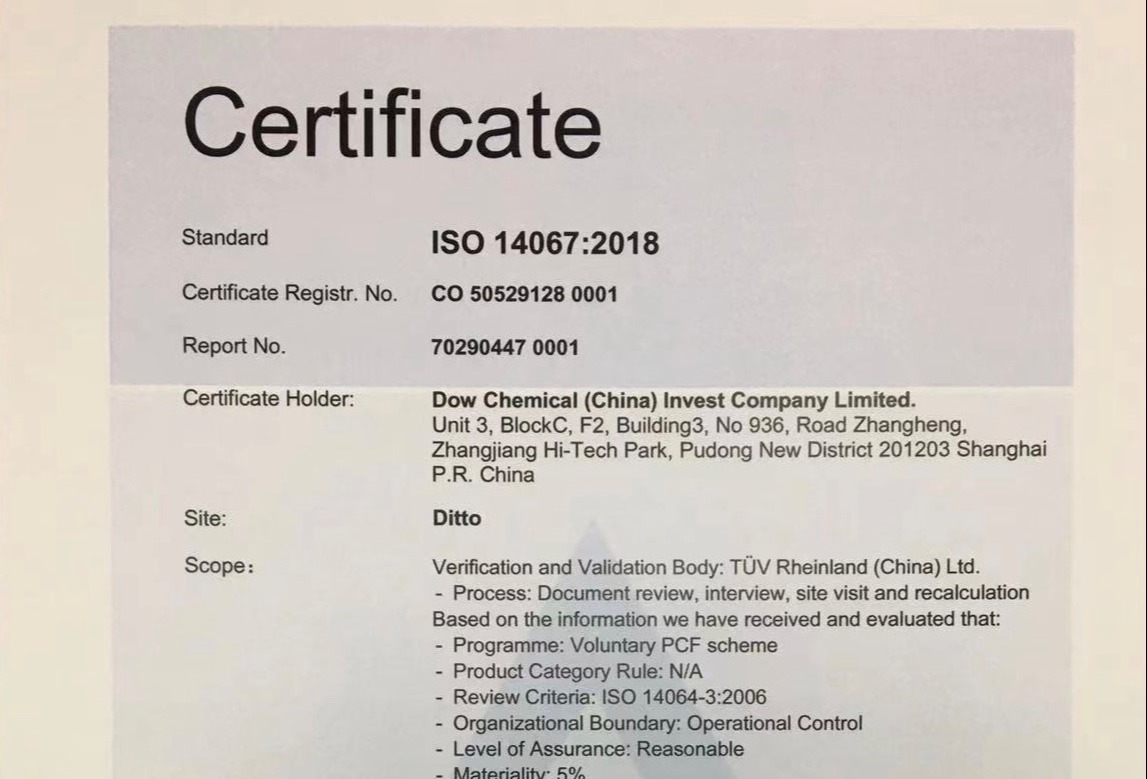 Certificate
Standard ISO 14067:2018
Certificate Registr. No. CO 50529128 0001
Report No. 70290447 0001
Certificate Holder: Dow Chemical (China) Invest Company Limited.
Unit 3, BlockC, F2, Building3, No 936, Road Zhangheng,
Zhangjiang Hi-Tech Park, Pudong New District 201203 Shanghai
P.R. China
Site: Ditto
Scope: Verification and Validation Body: TÜV Rheinland (China) Ltd.
- Process: Document review, interview, site visit and recalculation
Based on the information we have received and evaluated that:
- Programme: Voluntary PCF scheme
- Product Category Rule: N/A
- Review Criteria: ISO 14064-3:2006
- Organizational Boundary: Operational Control
- Level of Assurance: Reasonable
- Materiality: 5%